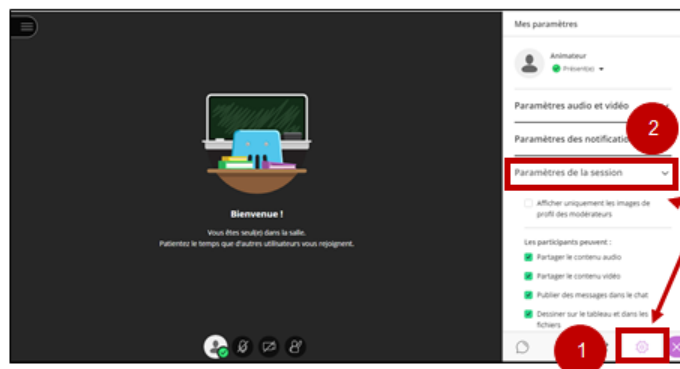 Mes paramètres
Animateur
Présent(e)
Paramètres audio et vidéo
2
Paramètres des notificatio
Paramètres de la session
Afficher uniquement les images de
profil des modérateurs
Bienvenue !
Vous êtes seul(e) dans la salle.
Patientez le temps que d'autres utilisateurs vous rejoignent.
Les participants peuvent :
Partager le contenu audio
Partager le contenu vidéo
Publier des messages dans le chat
Dessiner sur le tableau et dans les
fichiers
1